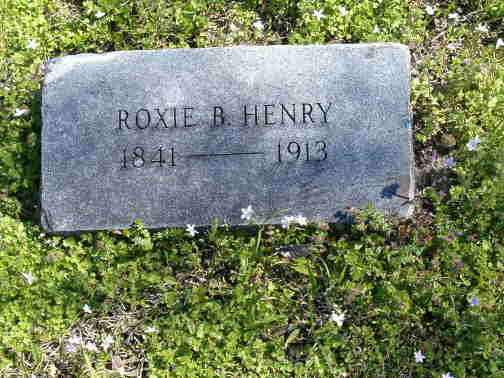 ROXIE B. HENRY
1841 — 1913